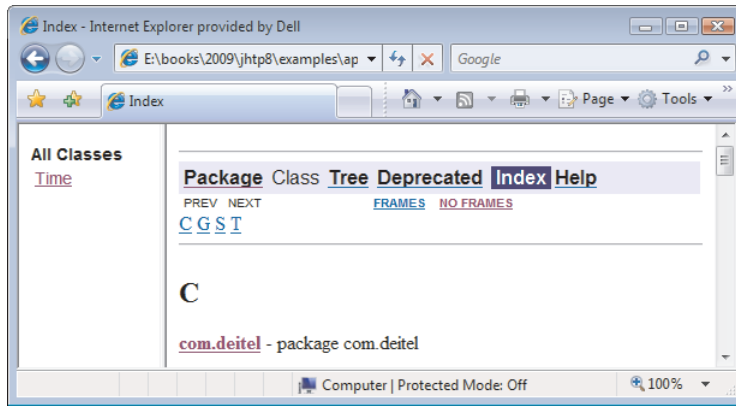 Index - Internet Explorer provided by Dell
E:\books\2009\jhtp8\examples\ap Google
Index Page Tools »
All Classes
Time
Package Class Tree Deprecated Index Help
PREV NEXT FRAMES NO FRAMES
C G S T
C
com.deitel - package com.deitel
Computer | Protected Mode: Off 100%